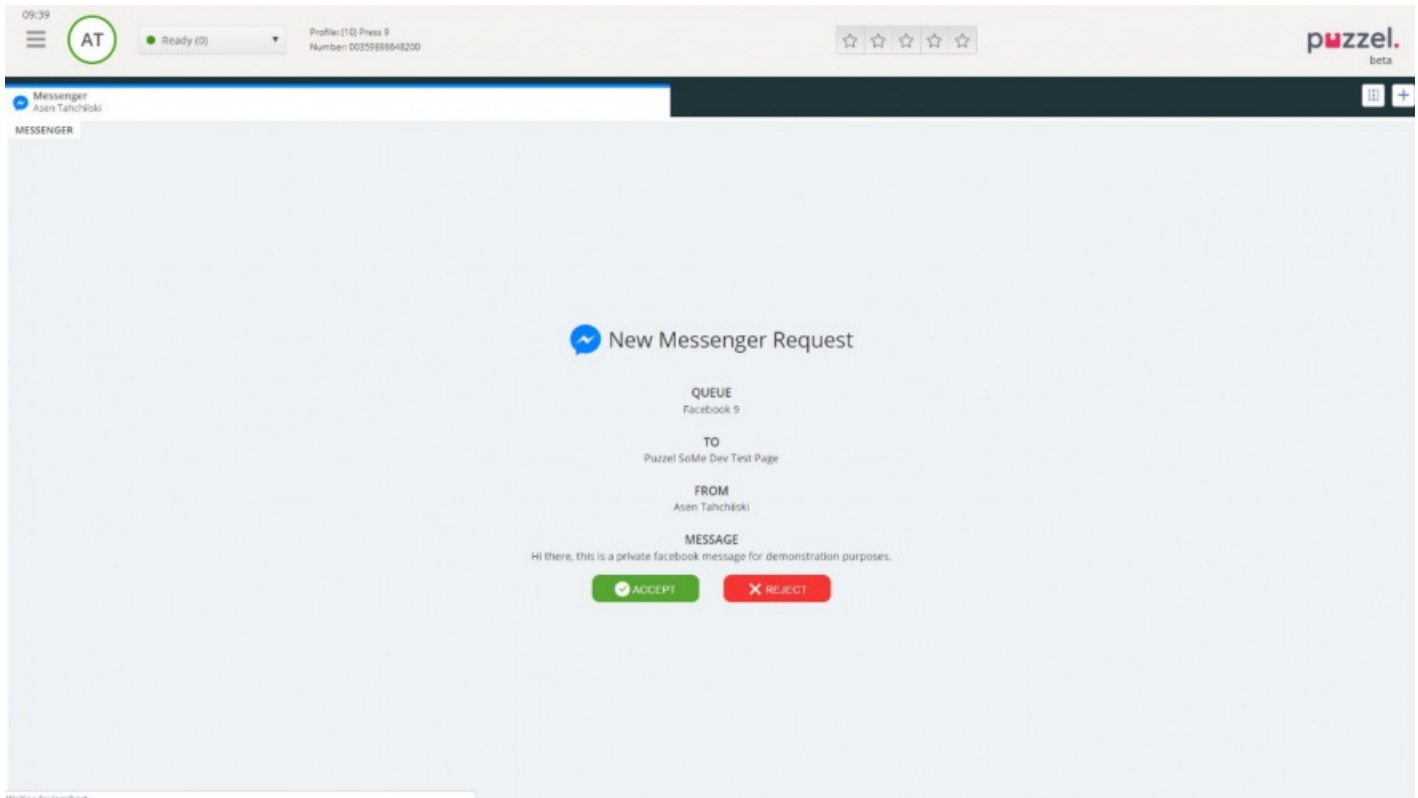 09:39
AT
Ready (0)
Profile: (10) Press 9
Number: 00359898648200
puzzel.
beta
Messenger
Asen Tahchiiski
MESSENGER
New Messenger Request
QUEUE
Facebook 9
TO
Puzzel SoMe Dev Test Page
FROM
Asen Tahchiiski
MESSAGE
Hi there, this is a private facebook message for demonstration purposes.
ACCEPT
REJECT